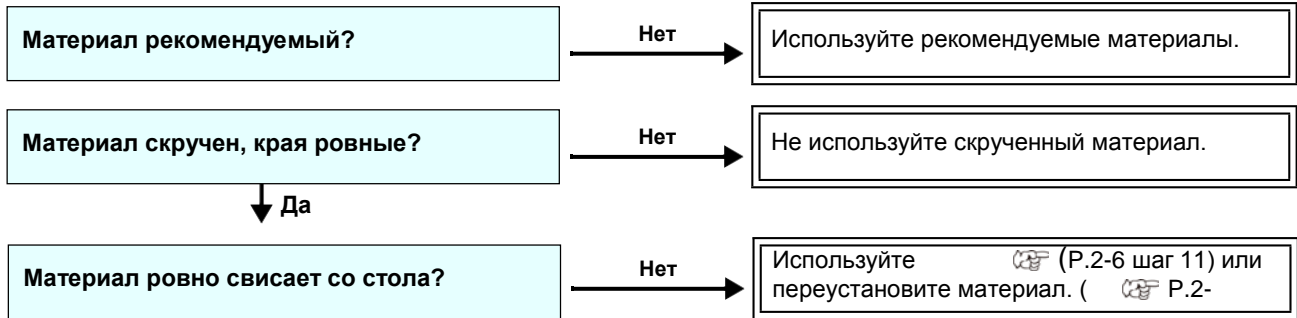 Материал рекомендуемый?
Нет
Используйте рекомендуемые материалы.
Материал скручен, края ровные?
Нет
Не используйте скрученный материал.
Да
Материал ровно свисает со стола?
Нет
Используйте (P.2-6 шаг 11) или
переустановите материал. ( P.2-